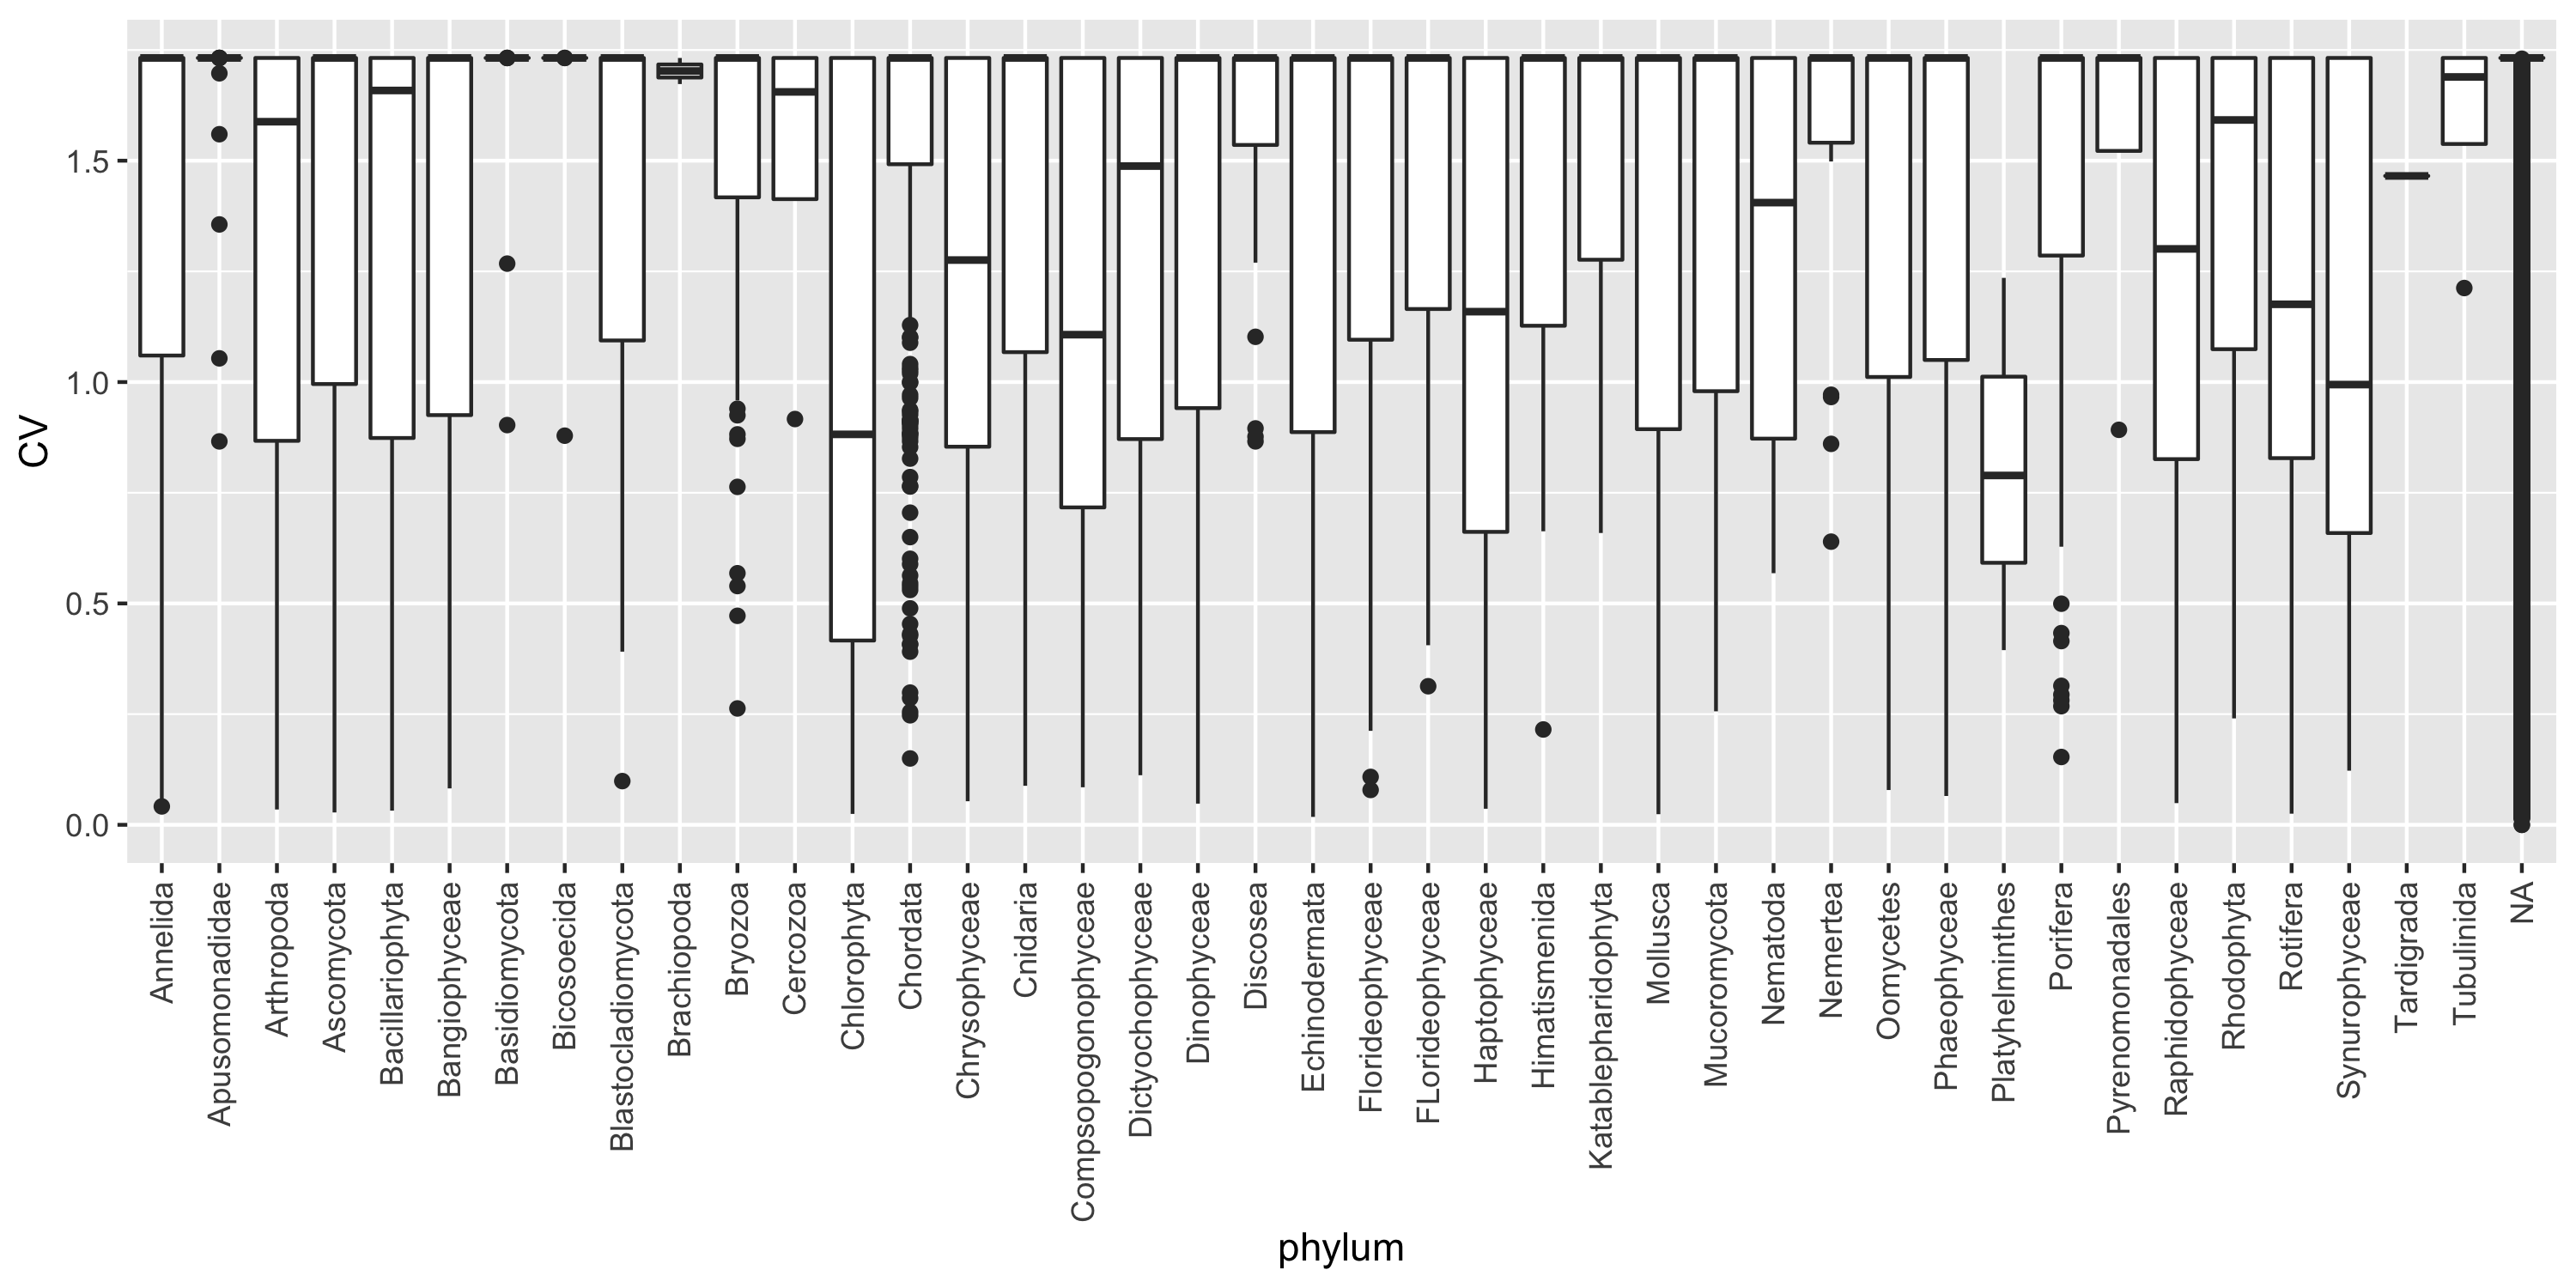 CV
1.5
1.0
0.5
0.0
Annelida
Apusomonadidae
Arthropoda
Ascomycota
Bacillariophyta
Bangiophyceae
Basidiomycota
Bicosoecida
Blastocladiomycota
Brachiopoda
Bryozoa
Cercozoa
Chlorophyta
Chordata
Chrysophyceae
Cnidaria
Compsopogonophyceae
Dictyochophyceae
Dinophyceae
Discosea
Echinodermata
Florideophyceae
FLorideophyceae
Haptophyceae
Himatismenida
Katablepharidophyta
Mollusca
Mucoromycota
Nematoda
Nemertea
Oomycetes
Phaeophyceae
Platyhelminthes
Porifera
Pyrenomonadales
Raphidophyceae
Rhodophyta
Rotifera
Synurophyceae
Tardigrada
Tubulinida
NA
phylum